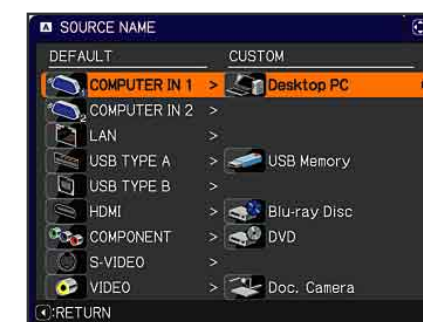 SOURCE NAME
DEFAULT CUSTOM
COMPUTER IN 1 > Desktop PC
COMPUTER IN 2 >
LAN >
USB TYPE A > USB Memory
USB TYPE B >
HDMI > Blu-ray Disc
COMPONENT > DVD
S-VIDEO >
VIDEO > Doc. Camera
:RETURN